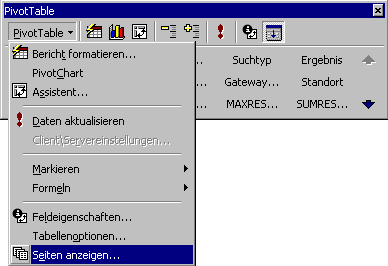 PivotTable
PivotTable
Bericht formatieren...
PivotChart
Assistent...
Daten aktualisieren
Client\Servereinstellungen...
Markieren
Formeln
Feldeigenschaften...
Tabellenoptionen...
Seiten anzeigen...
... Suchtyp Ergebnis
... Gateway... Standort
... MAXRES... SUMRES...